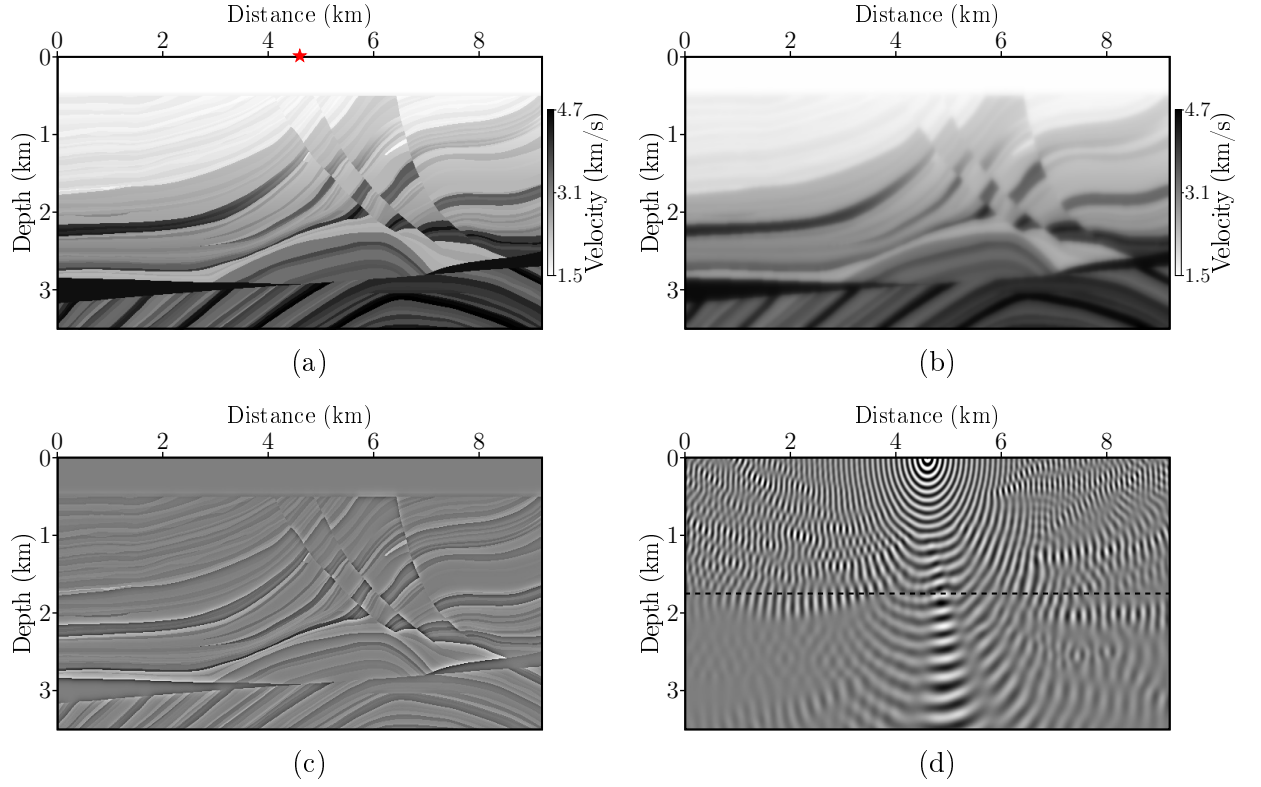 Distance (km)
0 2 4 6 8
0
1
2
3
Depth (km)
4.7
3.1
1.5
Velocity (km/s)
(a)
Distance (km)
0 2 4 6 8
0
1
2
3
Depth (km)
4.7
3.1
1.5
Velocity (km/s)
(b)
Distance (km)
0 2 4 6 8
0
1
2
3
Depth (km)
(c)
Distance (km)
0 2 4 6 8
0
1
2
3
Depth (km)
(d)